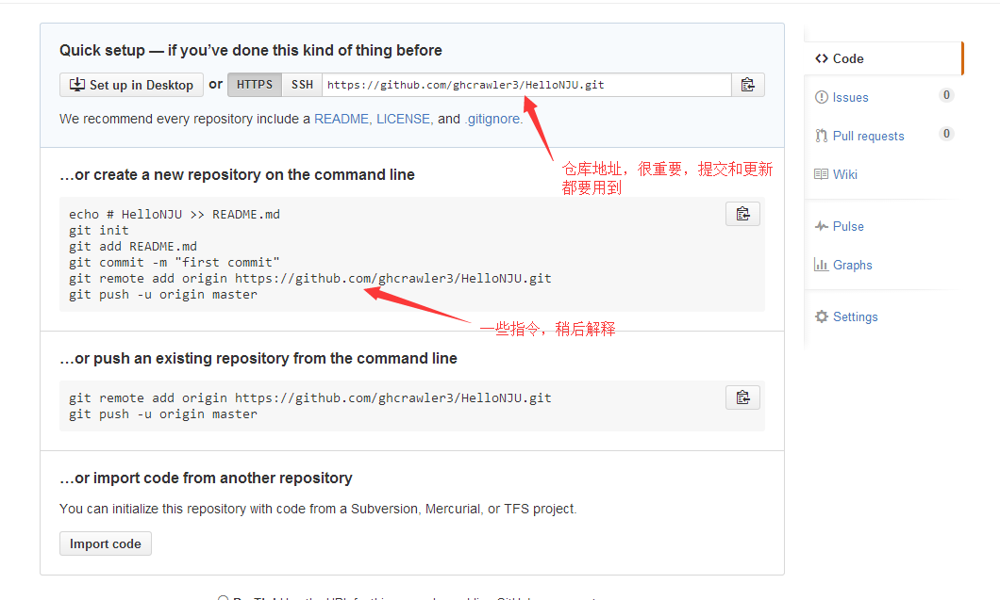 Quick setup — if you’ve done this kind of thing before
Set up in Desktop or HTTPS SSH https://github.com/ghcrawler3/HelloNJU.git
We recommend every repository include a README, LICENSE, and .gitignore.
仓库地址，很重要，提交和更新
都要用到
…or create a new repository on the command line
echo # HelloNJU >> README.md
git init
git add README.md
git commit -m "first commit"
git remote add origin https://github.com/ghcrawler3/HelloNJU.git
git push -u origin master
一些指令，稍后解释
…or push an existing repository from the command line
git remote add origin https://github.com/ghcrawler3/HelloNJU.git
git push -u origin master
…or import code from another repository
You can initialize this repository with code from a Subversion, Mercurial, or TFS project.
Import code
<> Code
Issues 0
Pull requests 0
Wiki
Pulse
Graphs
Settings